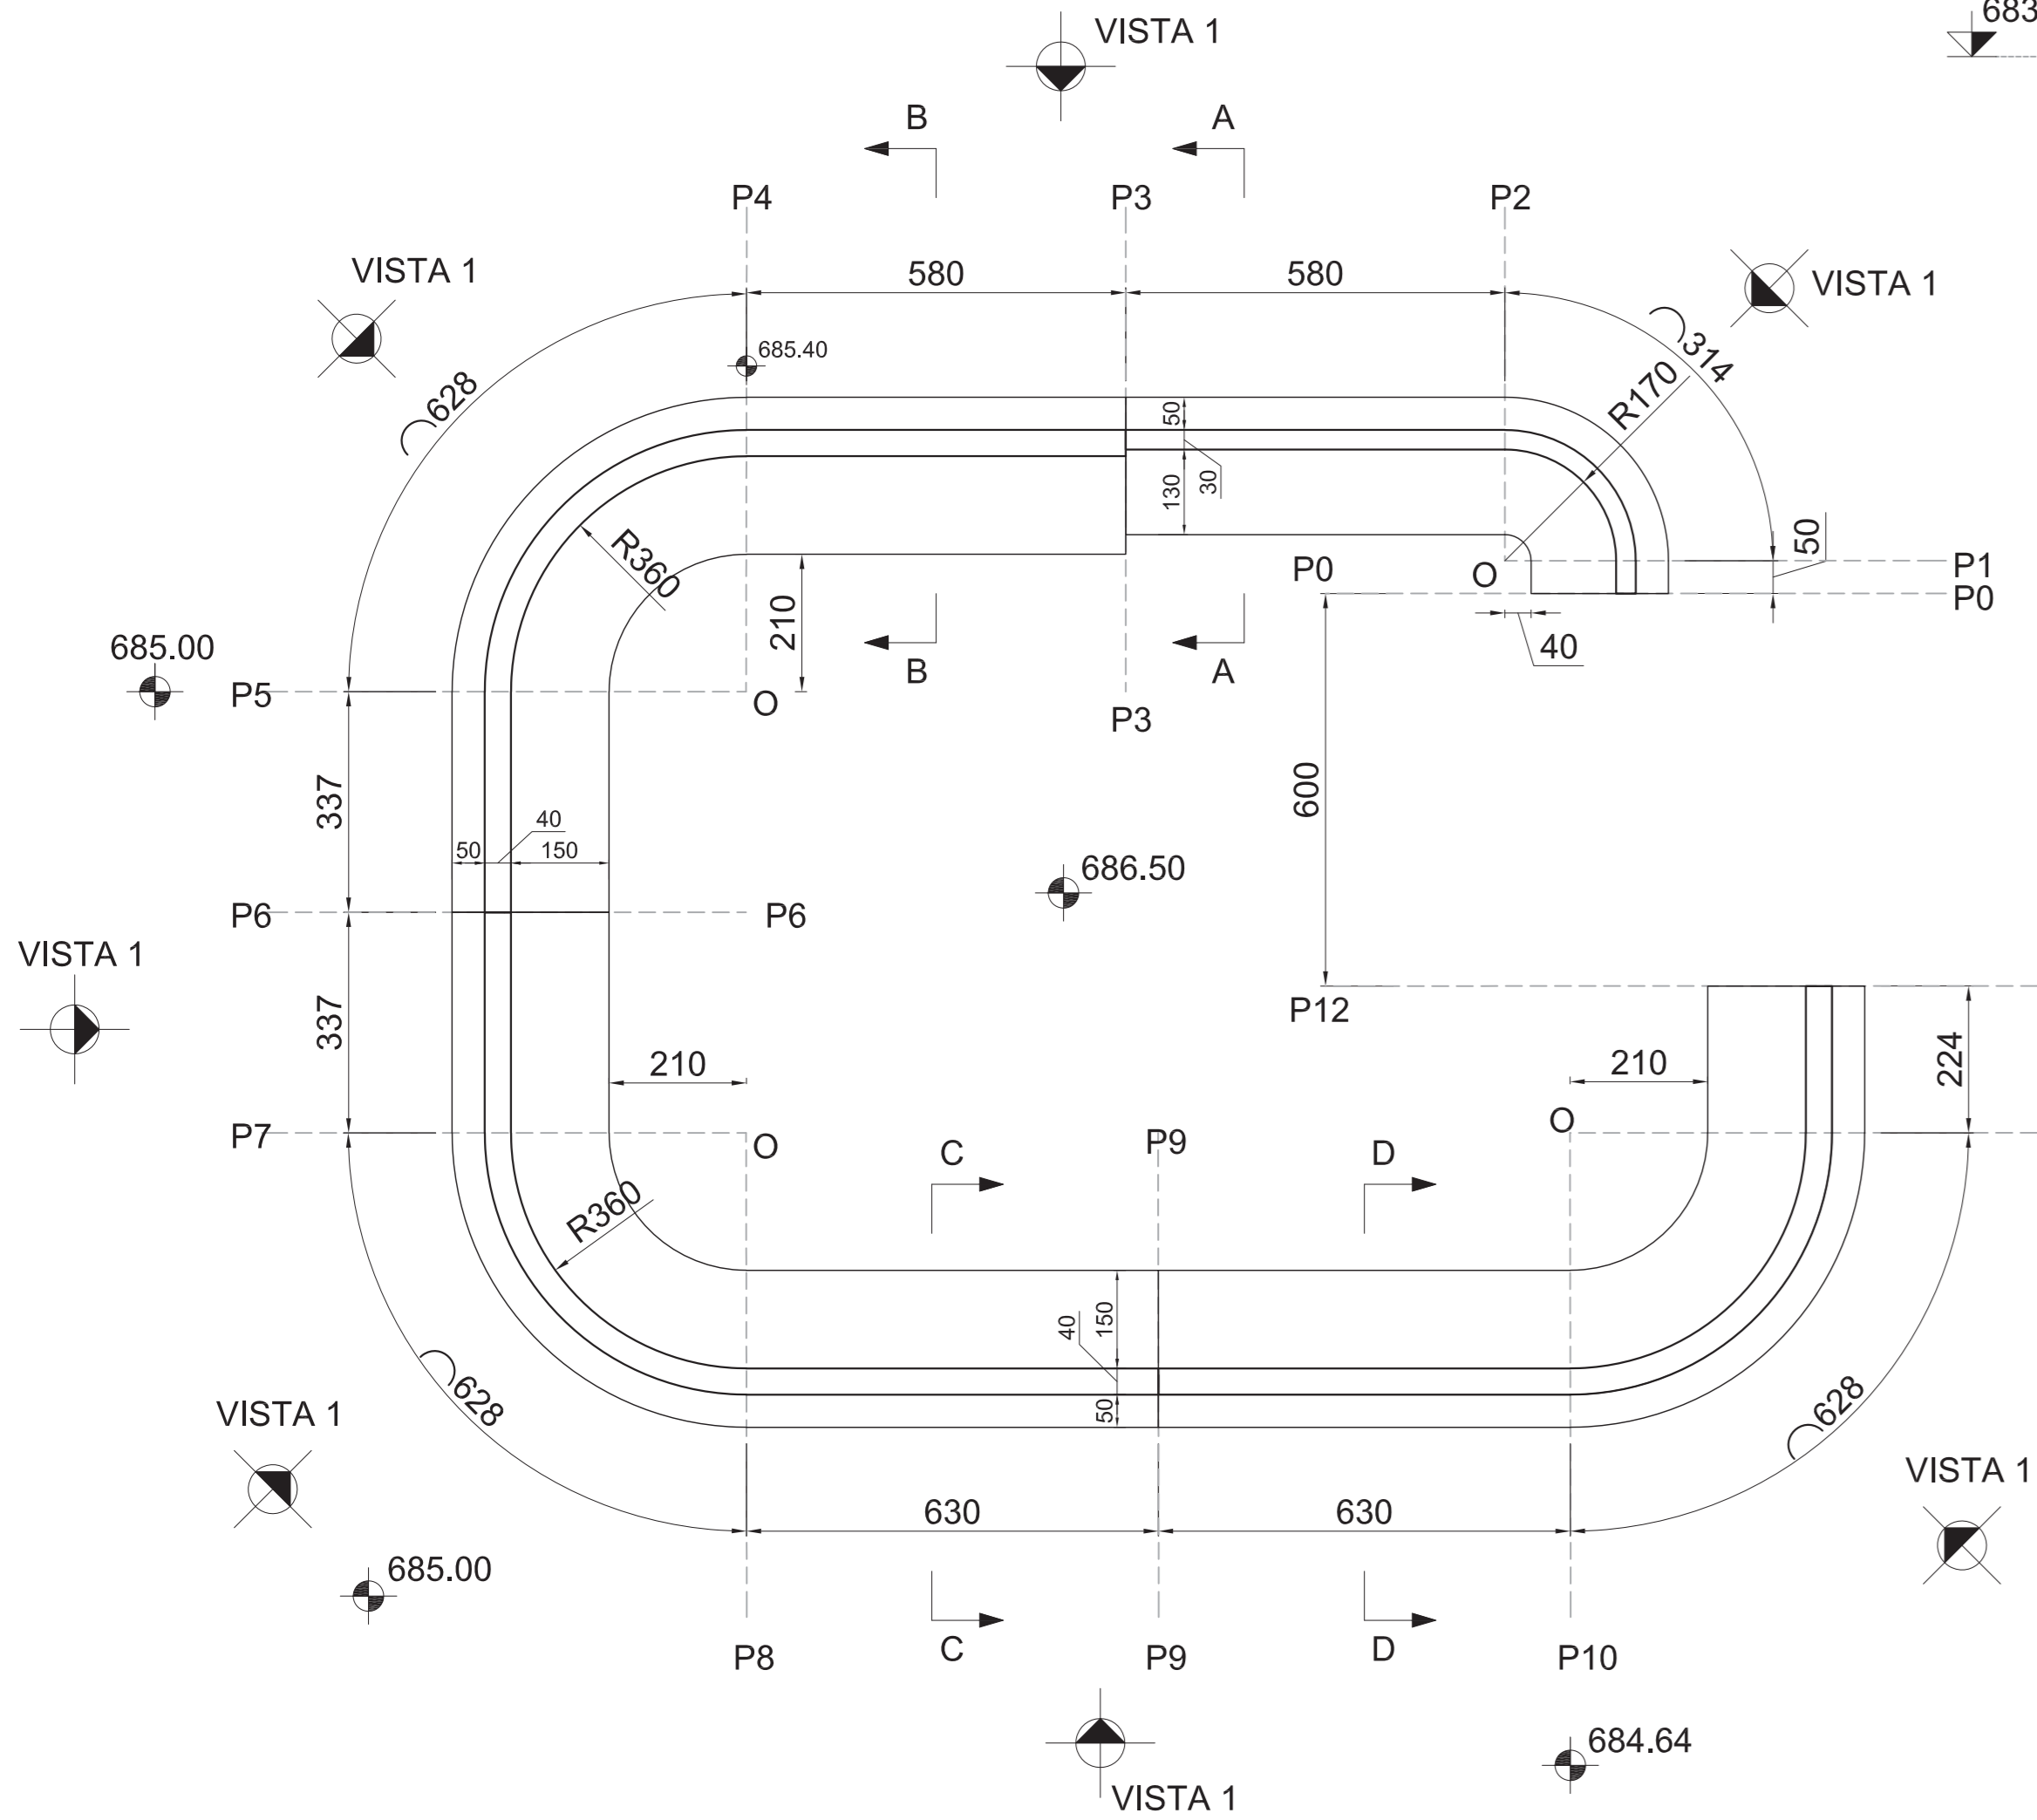 683
VISTA 1
B
A
P4
P3
P2
VISTA 1
VISTA 1
580
580
685.40
314
628
R170
50
130
30
50
R360
P0
O
P1
P0
210
40
685.00
B
A
P5
O
P3
337
600
40
50
150
686.50
P6
P6
VISTA 1
337
P12
210
210
224
O
P7
O
P9
C
D
R360
40
150
50
628
628
VISTA 1
VISTA 1
630
630
685.00
C
D
P8
P9
P10
684.64
VISTA 1